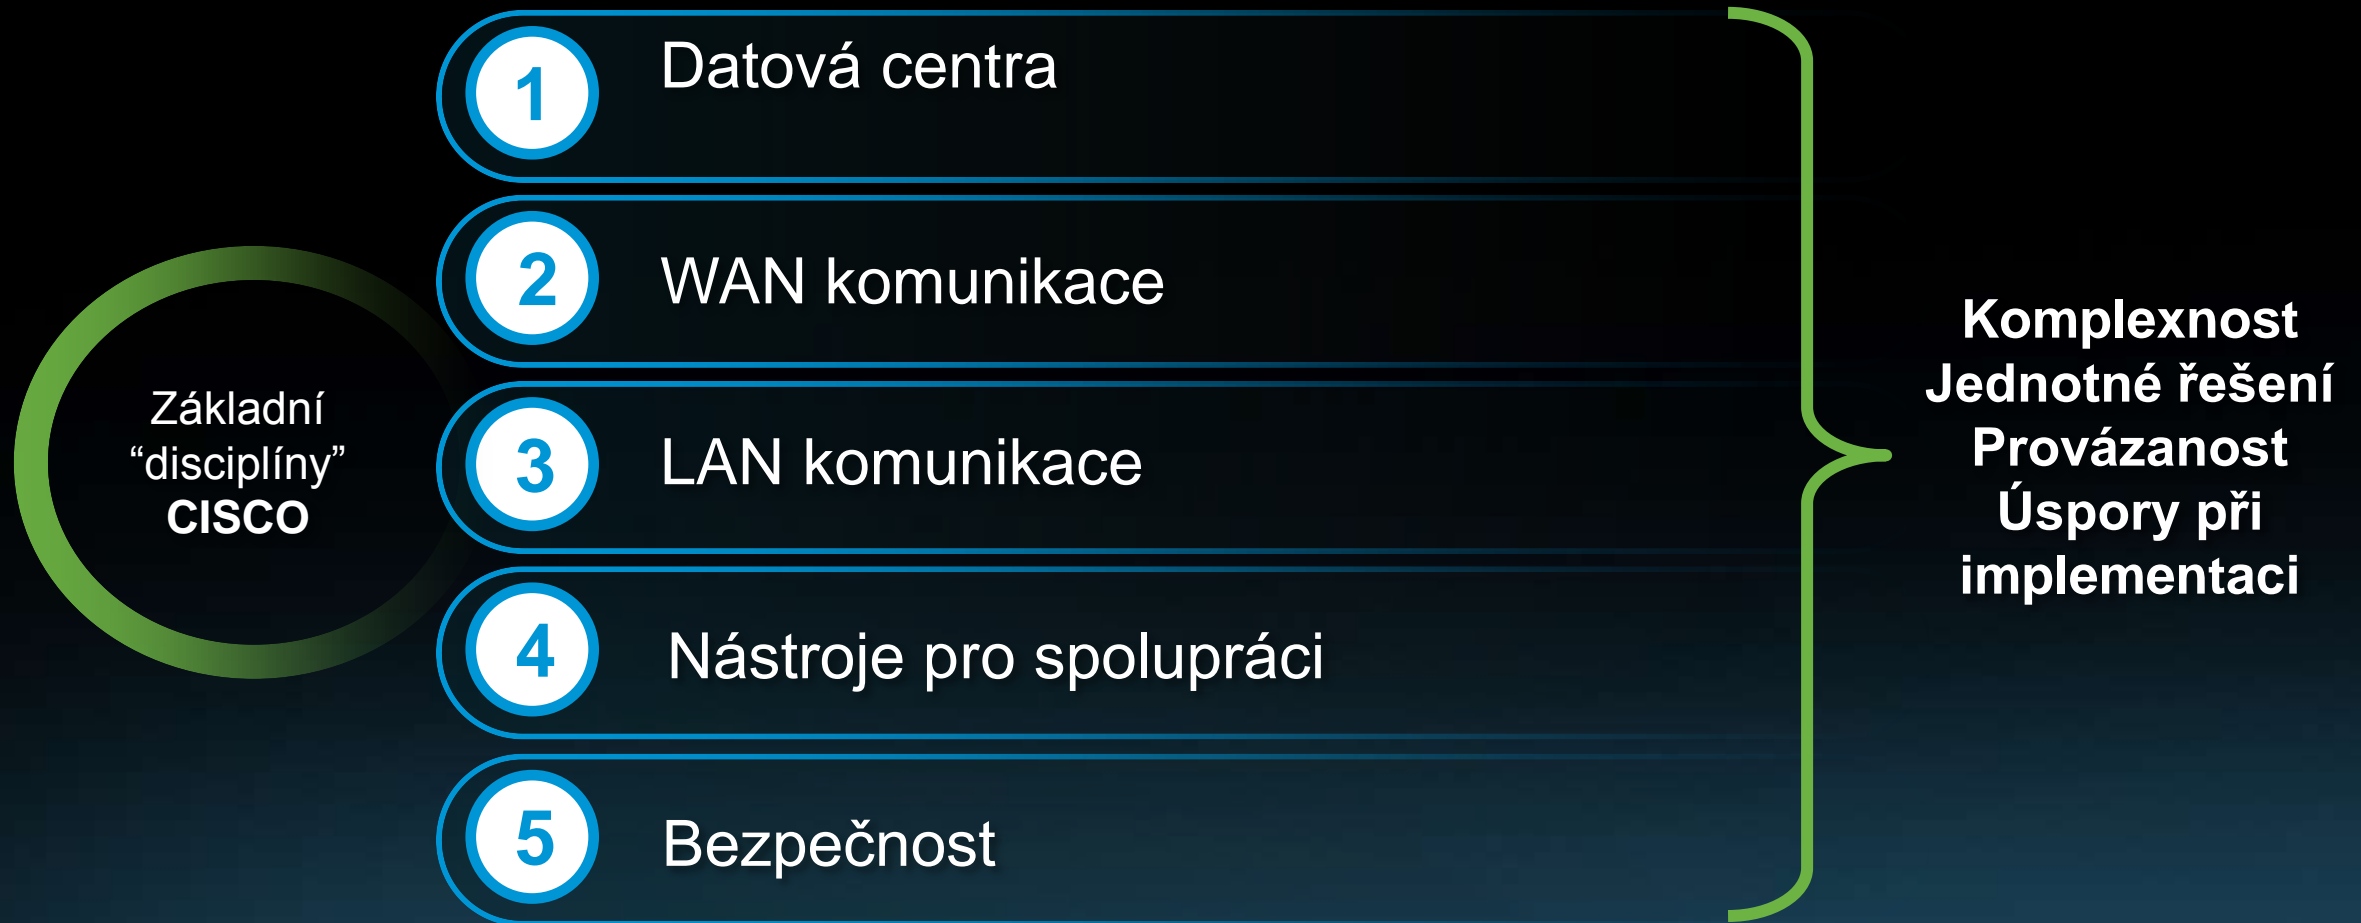 Základní
“disciplíny”
CISCO
1
Datová centra
2
WAN komunikace
3
LAN komunikace
4
Nástroje pro spolupráci
5
Bezpečnost
Komplexnost
Jednotné řešení
Provázanost
Úspory při
implementaci